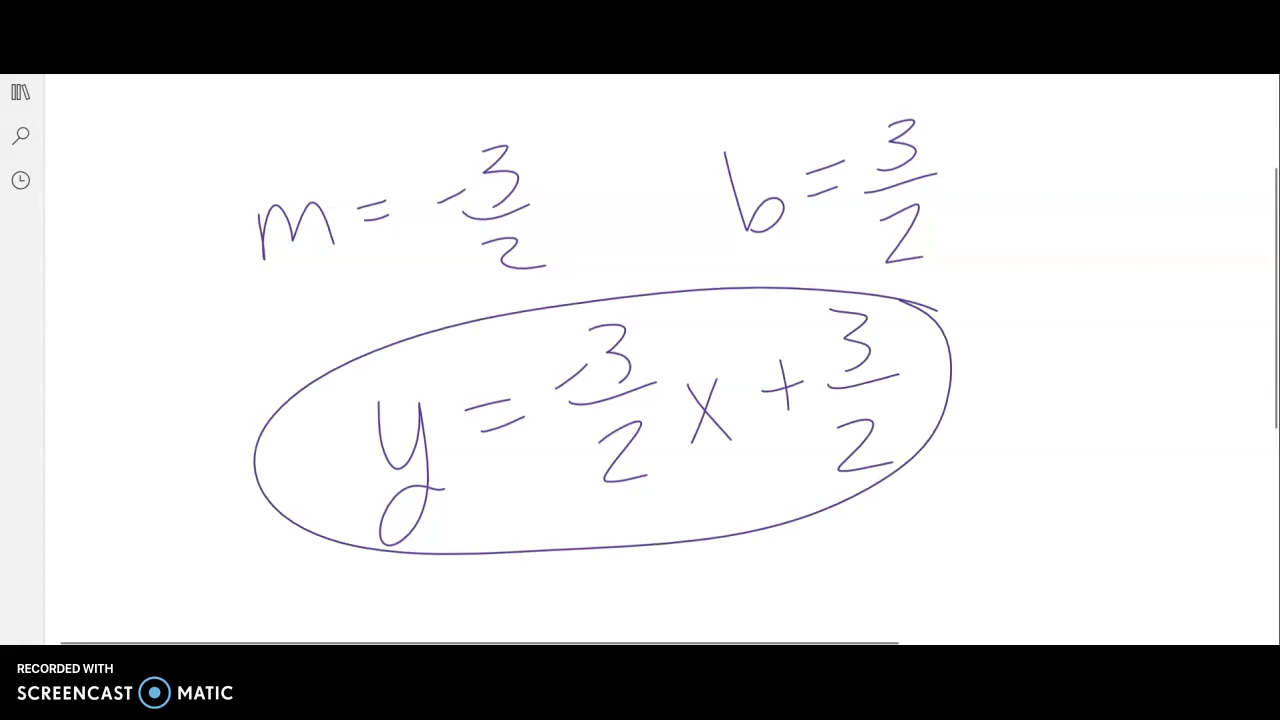 m = -3/2
b = 3/2
y = -3/2 x + 3/2
RECORDED WITH
SCREENCAST MATIC